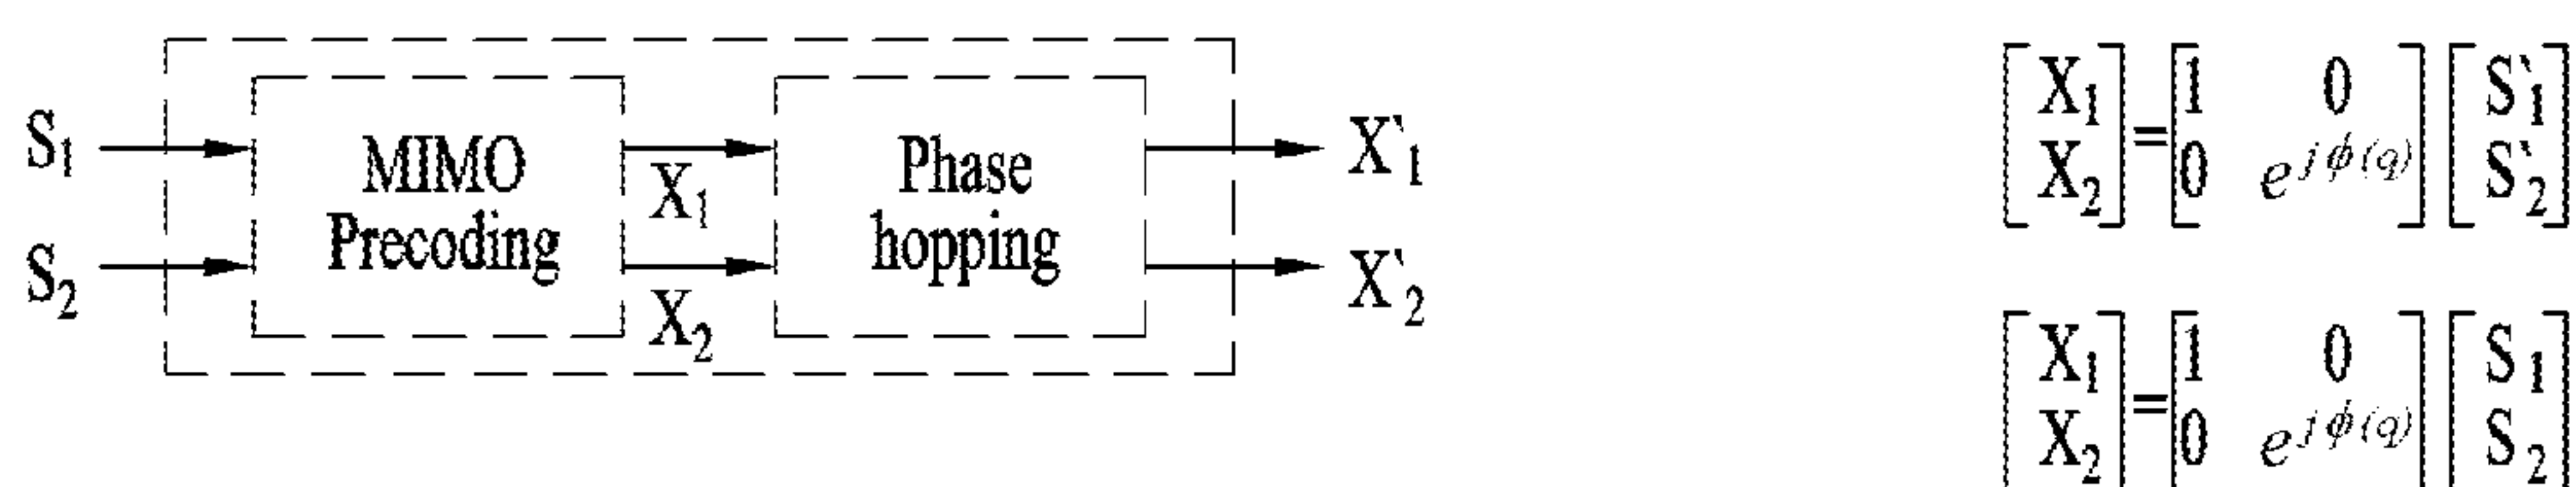 S1
S2
MIMO
Precoding
X1
X2
Phase
hopping
X`1
X`2
[X1 X2] = [1 0 0 e^jϕ(q)] [S`1 S`2]
[X1 X2] = [1 0 0 e^jϕ(q)] [S1 S2]